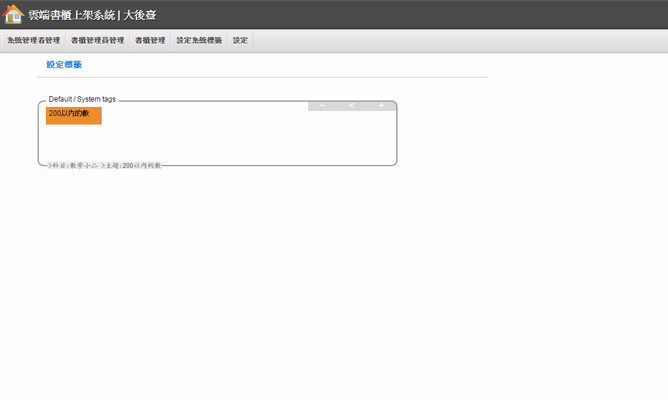 雲端書櫃上架系統 | 大後臺
系統管理者管理 書櫃管理員管理 書櫃管理 設定系統標籤 設定
設定標籤
Default / System tags
− < +
200以內的數
>科目:數學小二 >主題:200以內的數